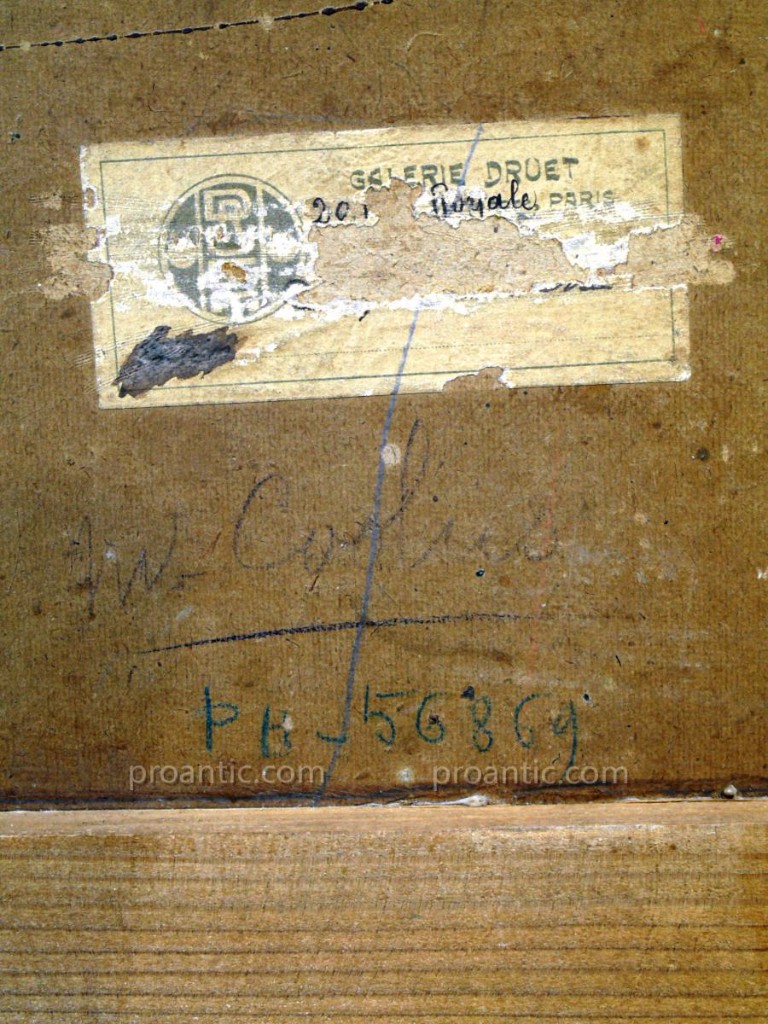 GALERIE DRUET
20, Royale, PARIS
PB-56869
proantic.com proantic.com